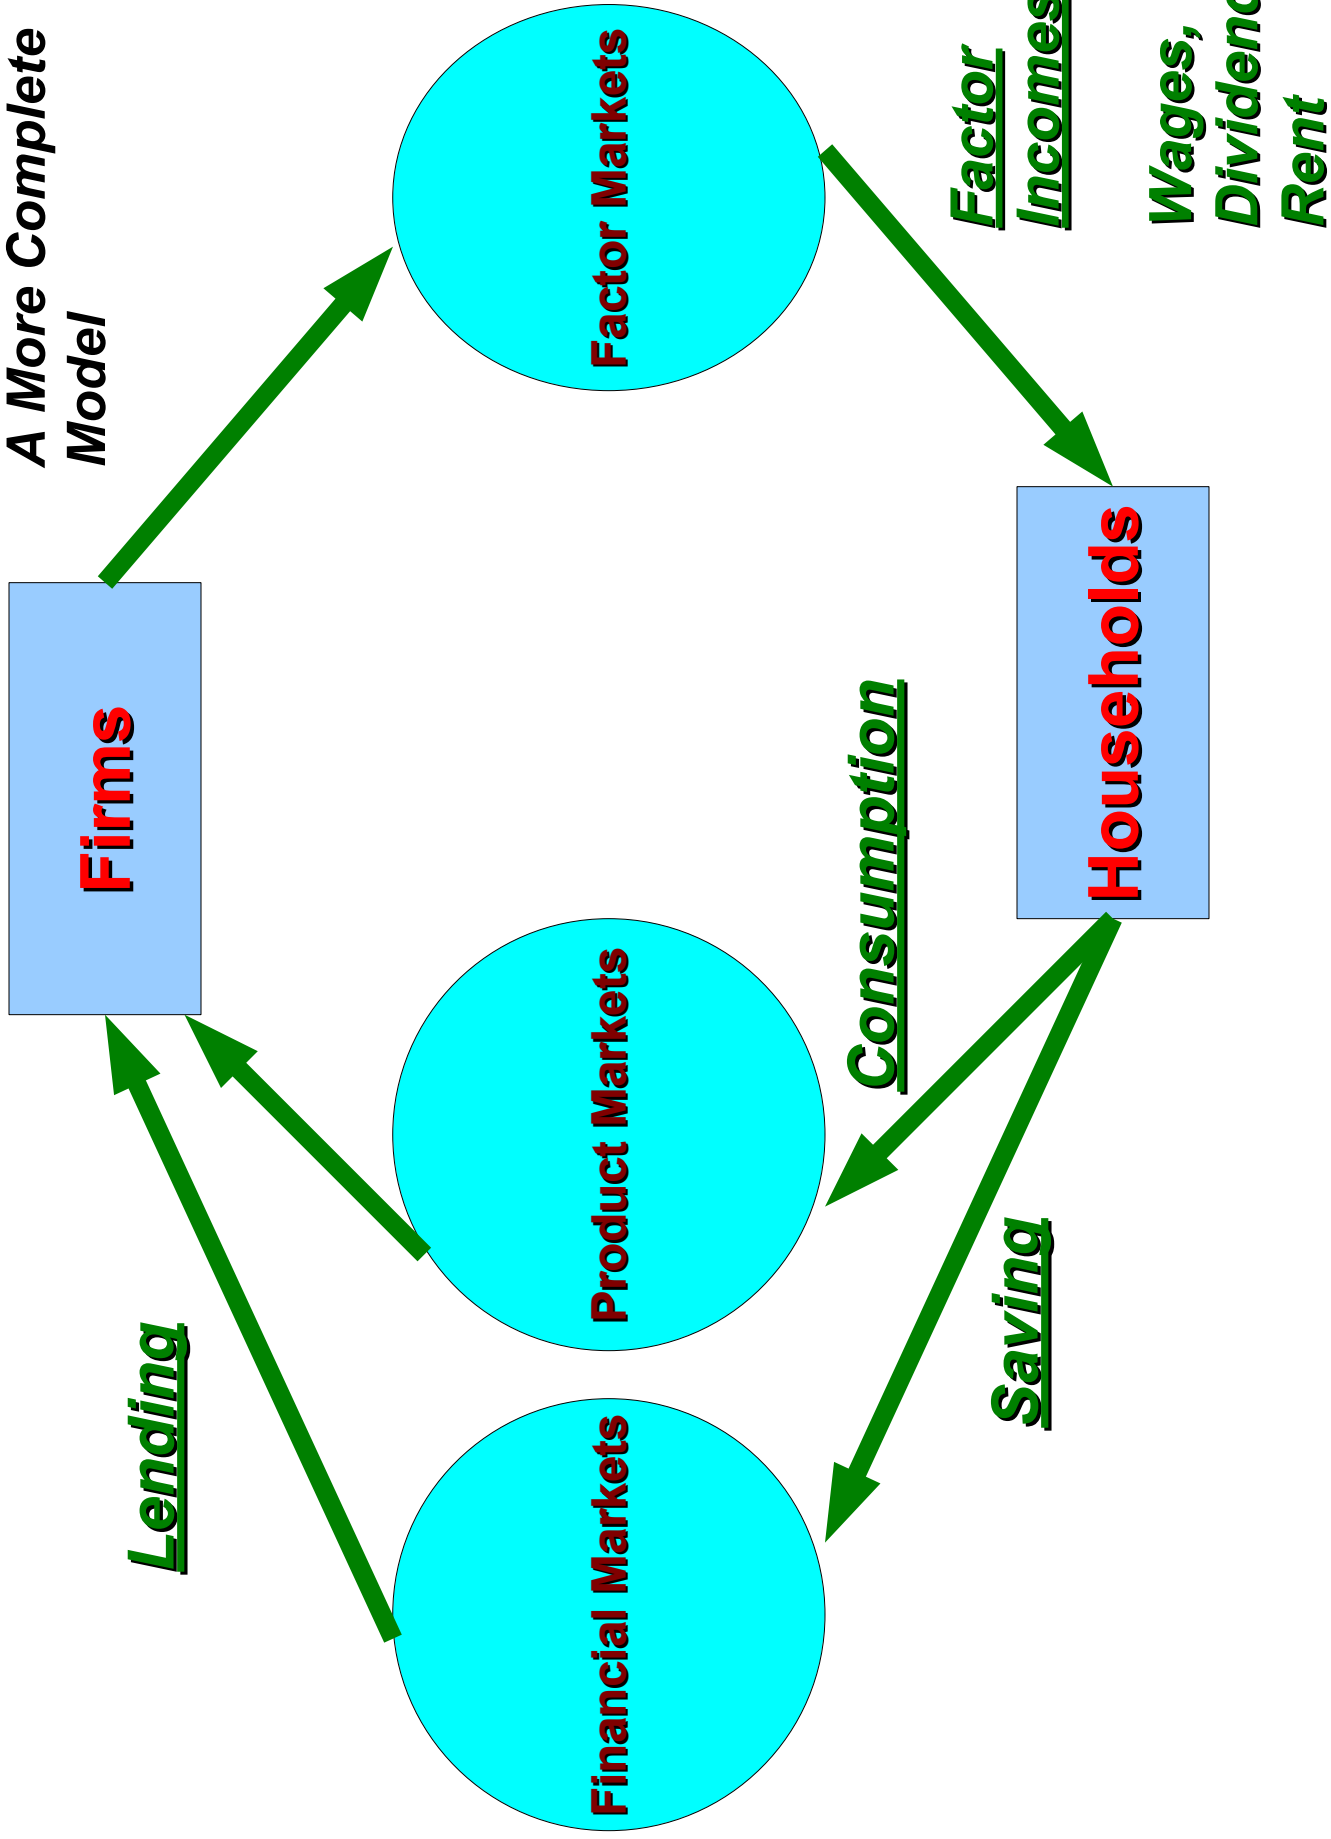 A More Complete
Model
Firms
Lending
Financial Markets
Product Markets
Factor Markets
Consumption
Factor
Incomes
Saving
Households
Wages,
Rent